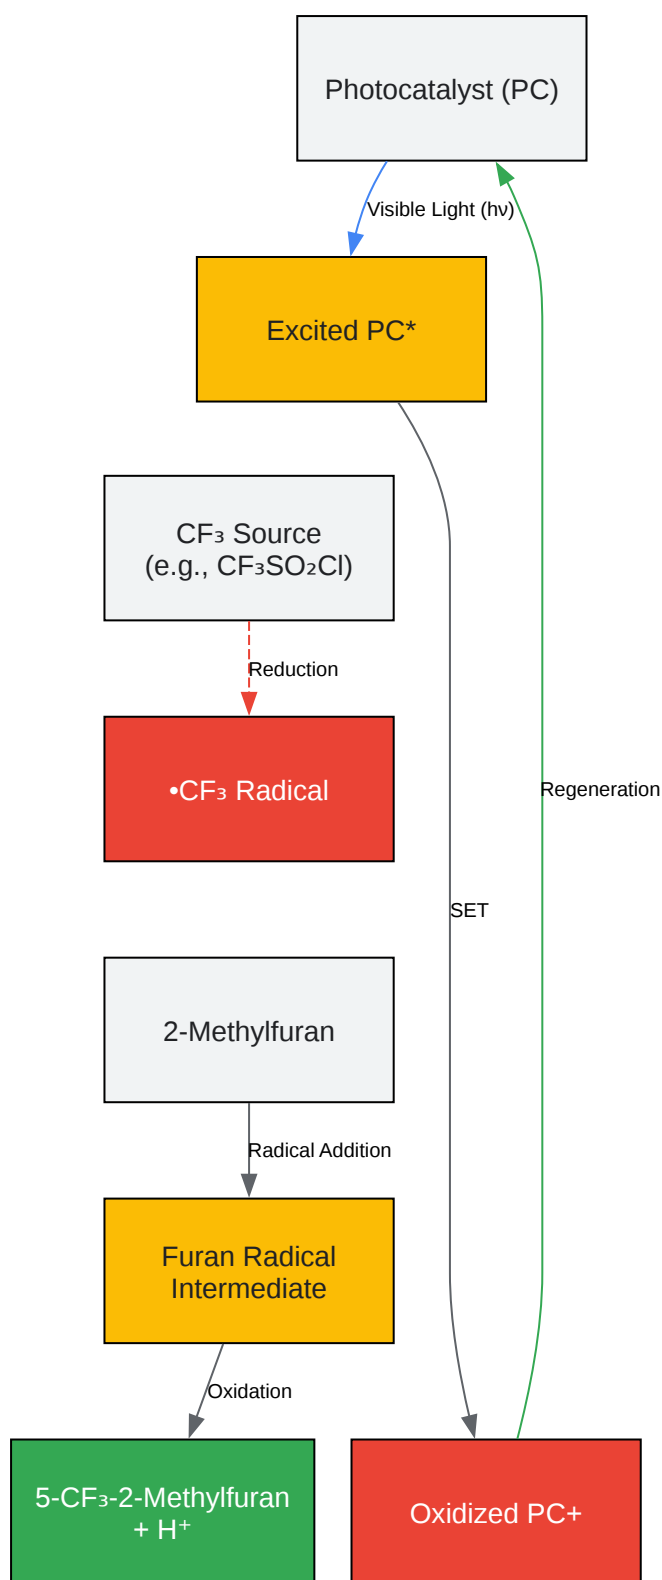 Photocatalyst (PC)
Visible Light (hν)
Excited PC*
CF₃ Source
(e.g., CF₃SO₂Cl)
Reduction
•CF₃ Radical
Regeneration
SET
2-Methylfuran
Radical Addition
Furan Radical
Intermediate
Oxidation
5-CF₃-2-Methylfuran
+ H⁺
Oxidized PC+